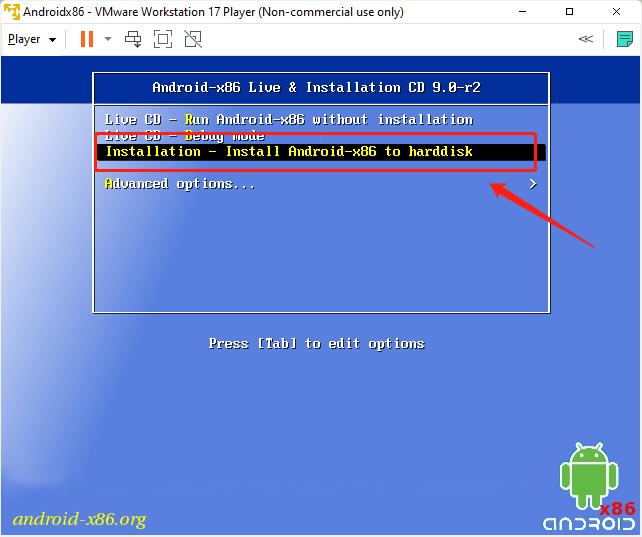 Androidx86 - VMware Workstation 17 Player (Non-commercial use only)
Player
Android-x86 Live & Installation CD 9.0-r2
Live CD - Run Android-x86 without installation
Live CD - Debug mode
Installation - Install Android-x86 to harddisk
Advanced options... >
Press [Tab] to edit options
x86
android-x86.org
ANDROID